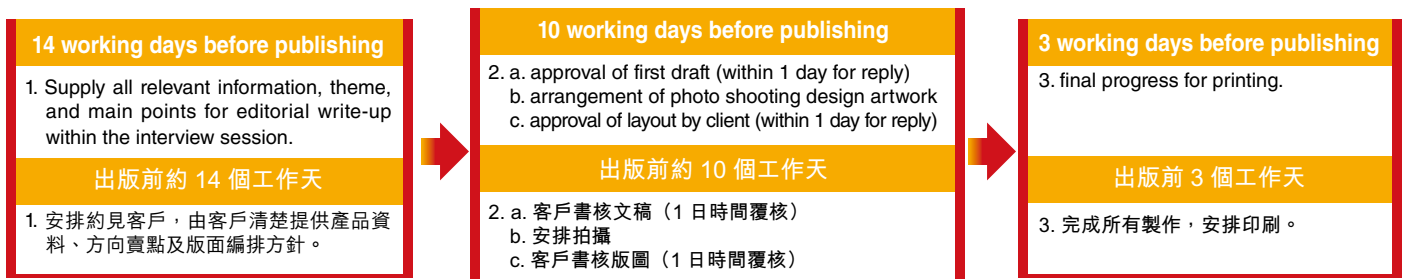 14 working days before publishing
1. Supply all relevant information, theme,
and main points for editorial write-up
within the interview session.
出版前約 14 個工作天
1. 安排約見客戶，由客戶清楚提供產品資
料、方向賣點及版面編排方針。
10 working days before publishing
2. a. approval of first draft (within 1 day for reply)
b. arrangement of photo shooting design artwork
c. approval of layout by client (within 1 day for reply)
出版前約 10 個工作天
2. a. 客戶書核文稿（1 日時間覆核）
b. 安排拍攝
c. 客戶書核版圖（1 日時間覆核）
3 working days before publishing
3. final progress for printing.
出版前 3 個工作天
3. 完成所有製作，安排印刷。